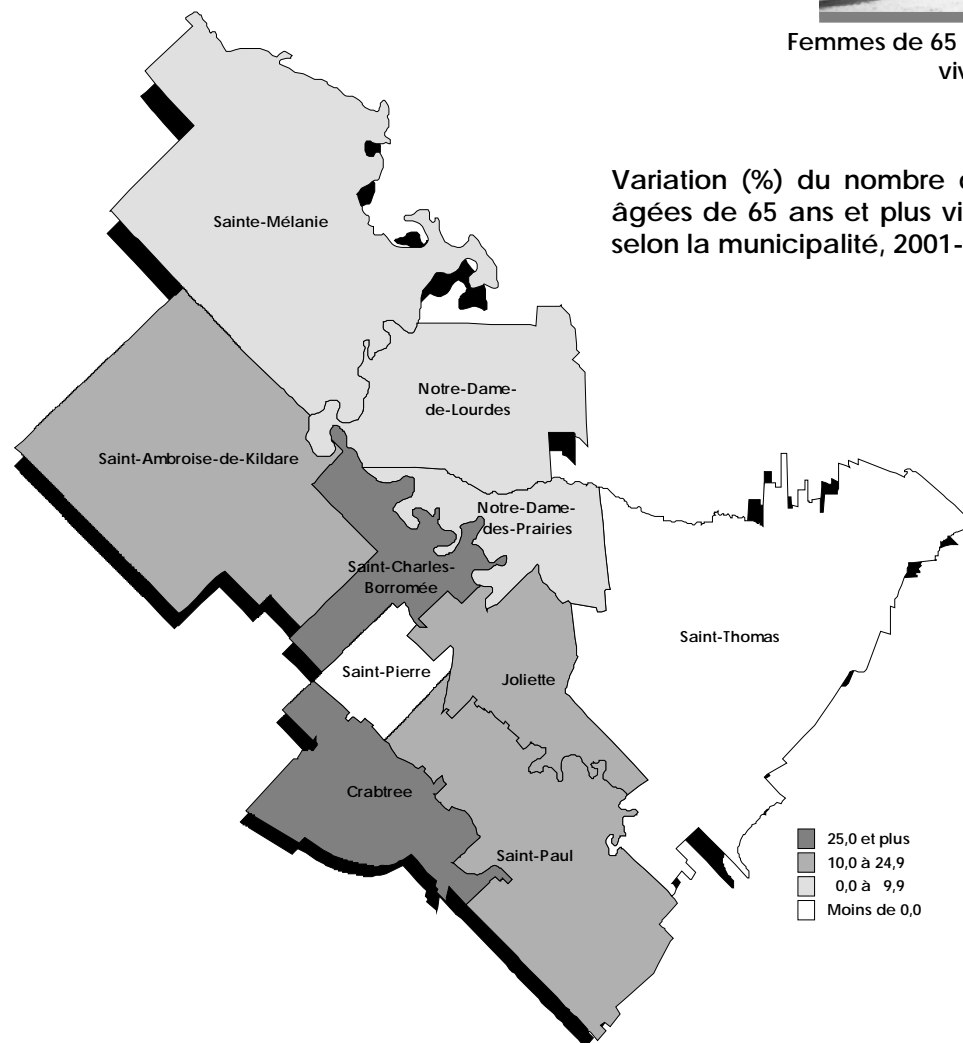 Femmes de 65
Variation (%) du nombre
âgées de 65 ans et plus
selon la municipalité, 2001-
Sainte-Mélanie
Notre-Dame-
de-Lourdes
Saint-Ambroise-de-Kildare
Notre-Dame-
des-Prairies
Saint-Charles-
Borromée
Saint-Thomas
Saint-Pierre
Joliette
Crabtree
Saint-Paul
25,0 et plus
10,0 à 24,9
0,0 à 9,9
Moins de 0,0